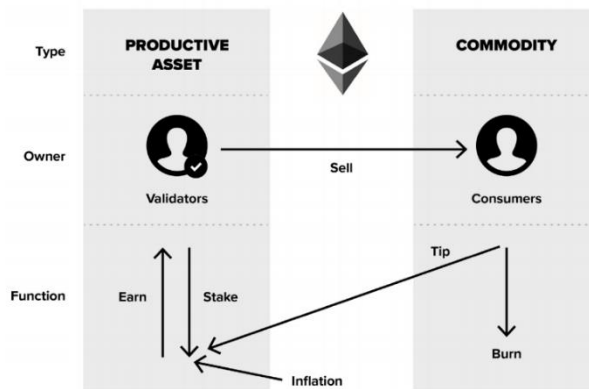 Type
PRODUCTIVE
ASSET
COMMODITY
Owner
Validators
Sell
Consumers
Function
Earn
Stake
Tip
Burn
Inflation